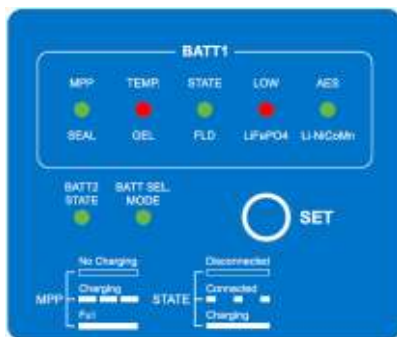 BATT1
MPP TEMP. STATE LOW AES
SEAL GEL FLD LiFePO4 Li-NiCoMn
BATT2 STATE
BATT SEL. MODE
SET
MPP
No Charging
Charging
Full
STATE
Disconnected
Connected
Charging